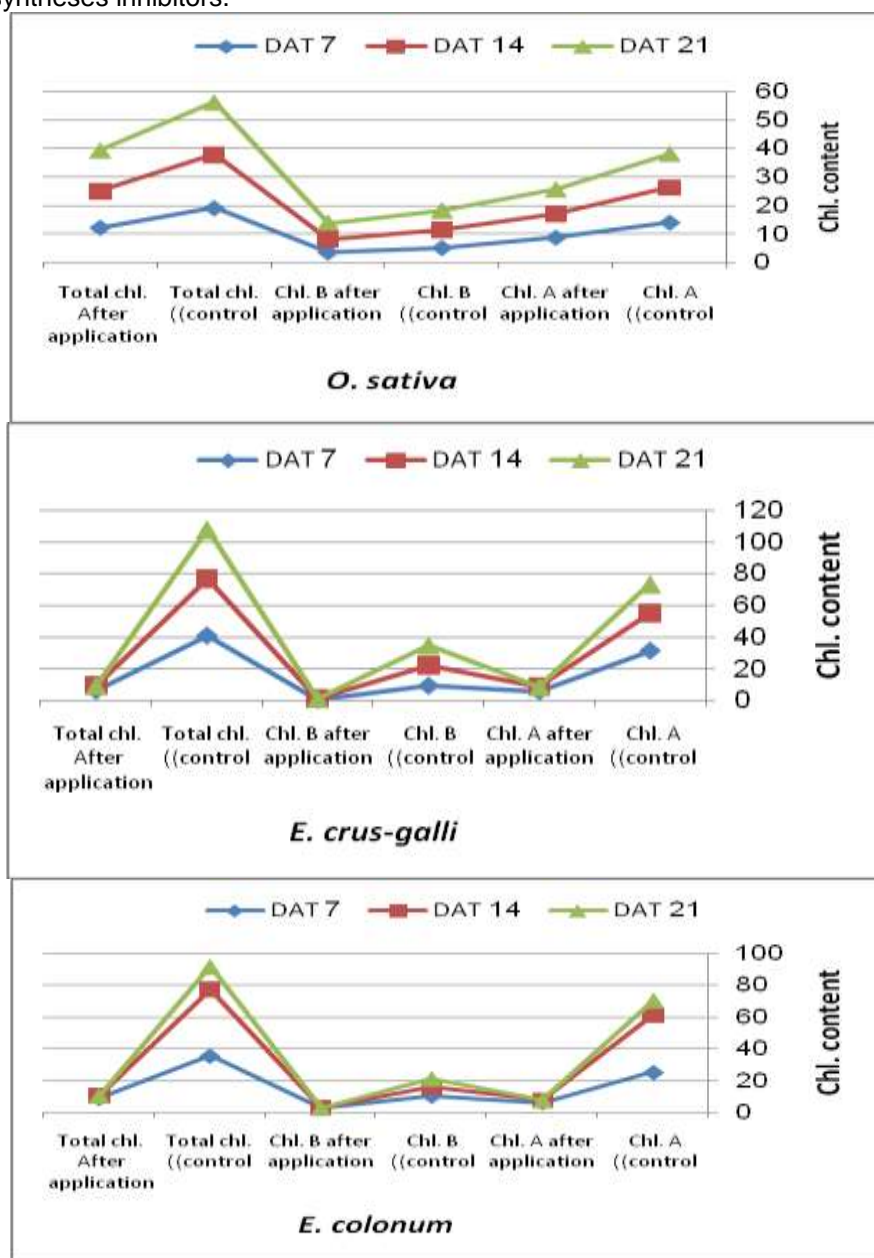 syntheses inhibitors.
DAT 7 DAT 14 DAT 21
60
50
40
30
20
10
0
Chl. content
Total chl. Total chl. Chl. B after Chl. B Chl. A after Chl. A
After ((control application ((control application ((control
application
O. sativa
DAT 7 DAT 14 DAT 21
120
100
80
60
40
20
0
Chl. content
Total chl. Total chl. Chl. B after Chl. B Chl. A after Chl. A
After ((control application ((control application ((control
application
E. crus-galli
DAT 7 DAT 14 DAT 21
100
80
60
40
20
0
Chl. content
Total chl. Total chl. Chl. B after Chl. B Chl. A after Chl. A
After ((control application ((control application ((control
application
E. colonum